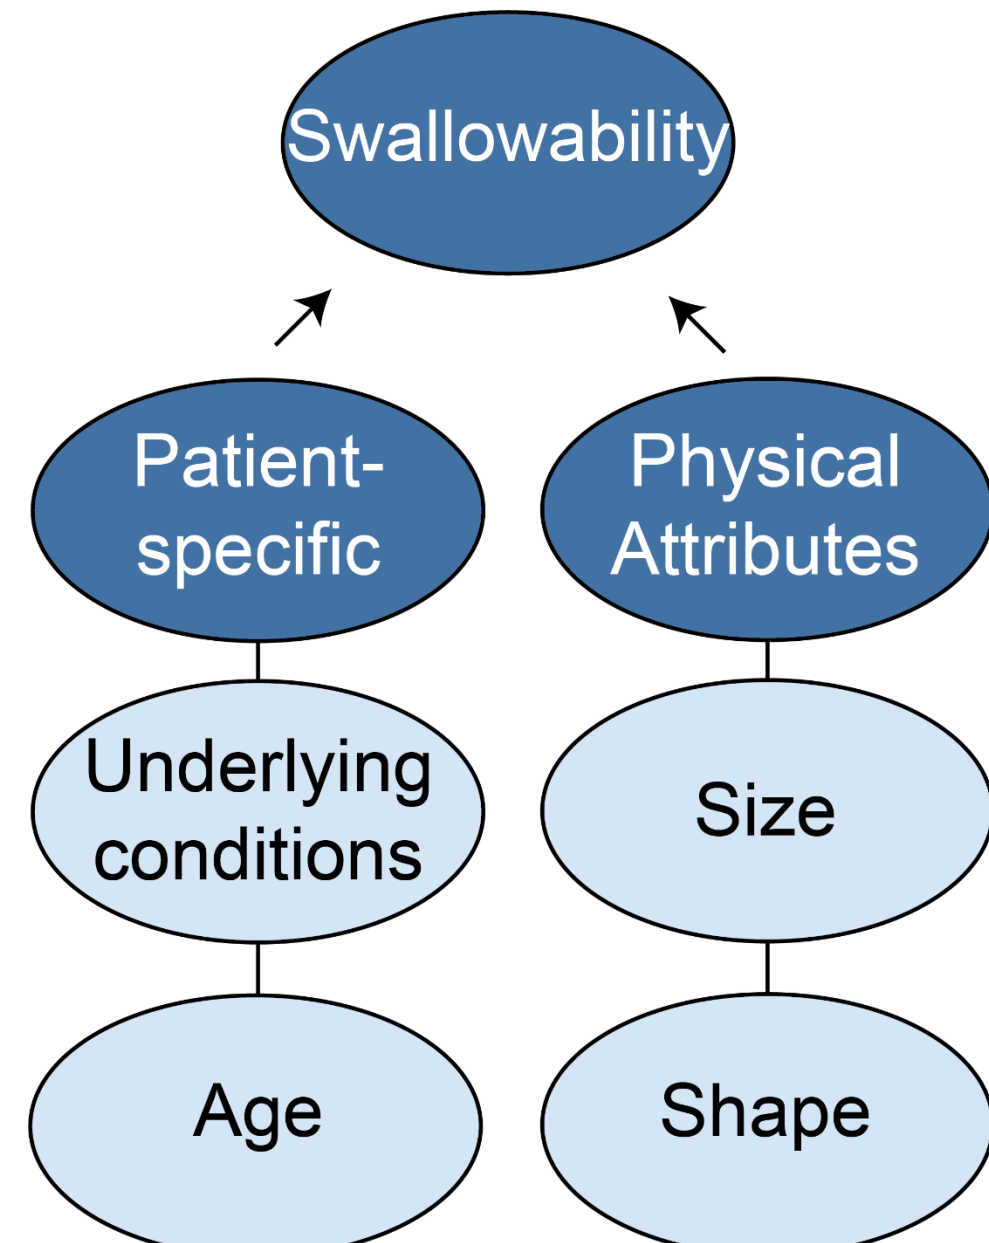 Swallowability
Patient-
specific
Physical
Attributes
Underlying
conditions
Size
Age
Shape